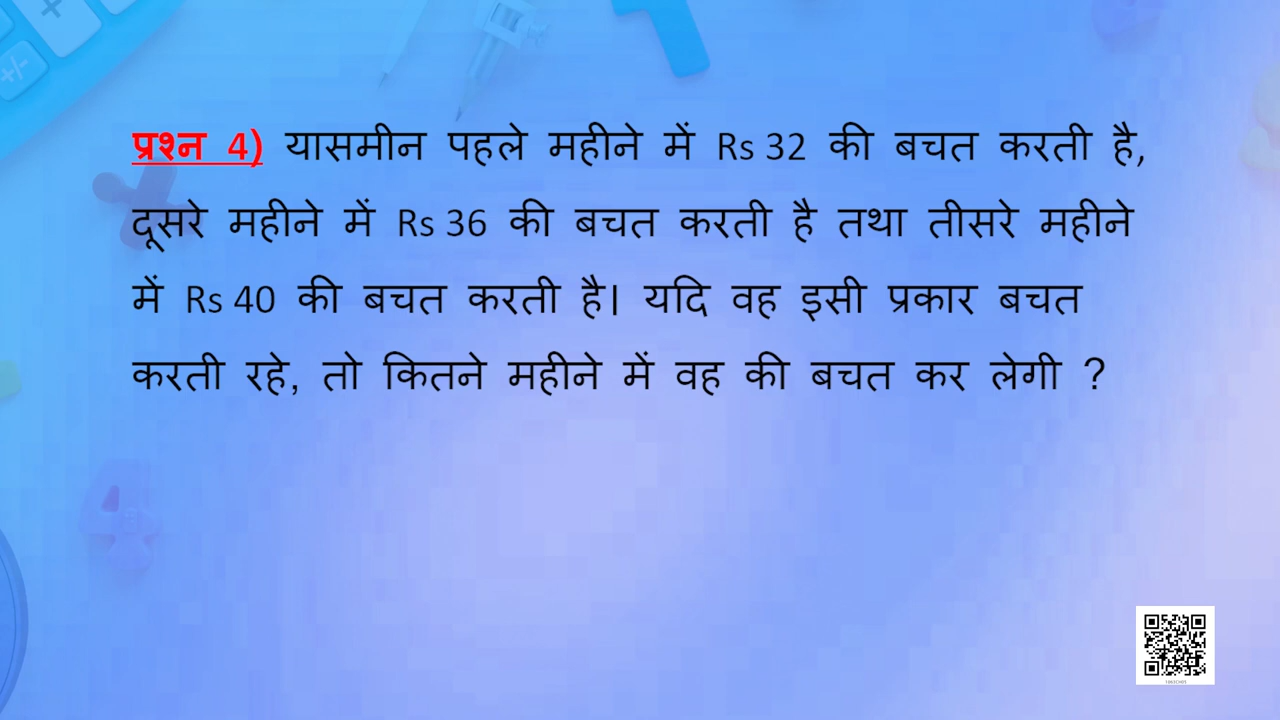 प्रश्न 4) यासमीन पहले महीने में Rs 32 की बचत करती है,
दूसरे महीने में Rs 36 की बचत करती है तथा तीसरे महीने
में Rs 40 की बचत करती है। यदि वह इसी प्रकार बचत
करती रहे, तो कितने महीने में वह की बचत कर लेगी ?